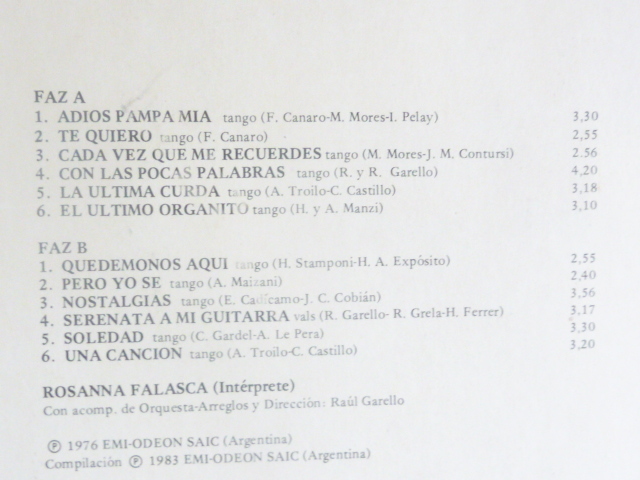 FAZ A
1. ADIOS PAMPA MIA tango (F. Canaro-M. Mores-I. Pelay) 3,30
2. TE QUIERO tango (F. Canaro) 2,55
3. CADA VEZ QUE ME RECUERDES tango (M. Mores-J. M. Contursi) 2.56
4. CON LAS POCAS PALABRAS tango (R. y R. Garello) 4,20
5. LA ULTIMA CURDA tango (A. Troilo-C. Castillo) 3,18
6. EL ULTIMO ORGANITO tango (H. y A. Manzi) 3,10
FAZ B
1. QUEDEMONOS AQUI tango (H. Stamponi-H. A. Expósito) 2,55
2. PERO YO SE tango (A. Maizani) 2,40
3. NOSTALGIAS tango (E. Cadícamo-J. C. Cobián) 3,56
4. SERENATA A MI GUITARRA vals (R. Garello- R. Grela-H. Ferrer) 3,17
5. SOLEDAD tango (C. Gardel-A. Le Pera) 3,30
6. UNA CANCION tango (A. Troilo-C. Castillo) 3,20
ROSANNA FALASCA (Intérprete)
Con acomp. de Orquesta-Arreglos y Dirección: Raúl Garello
℗ 1976 EMI-ODEON SAIC (Argentina)
Compilación ℗ 1983 EMI-ODEON SAIC (Argentina)